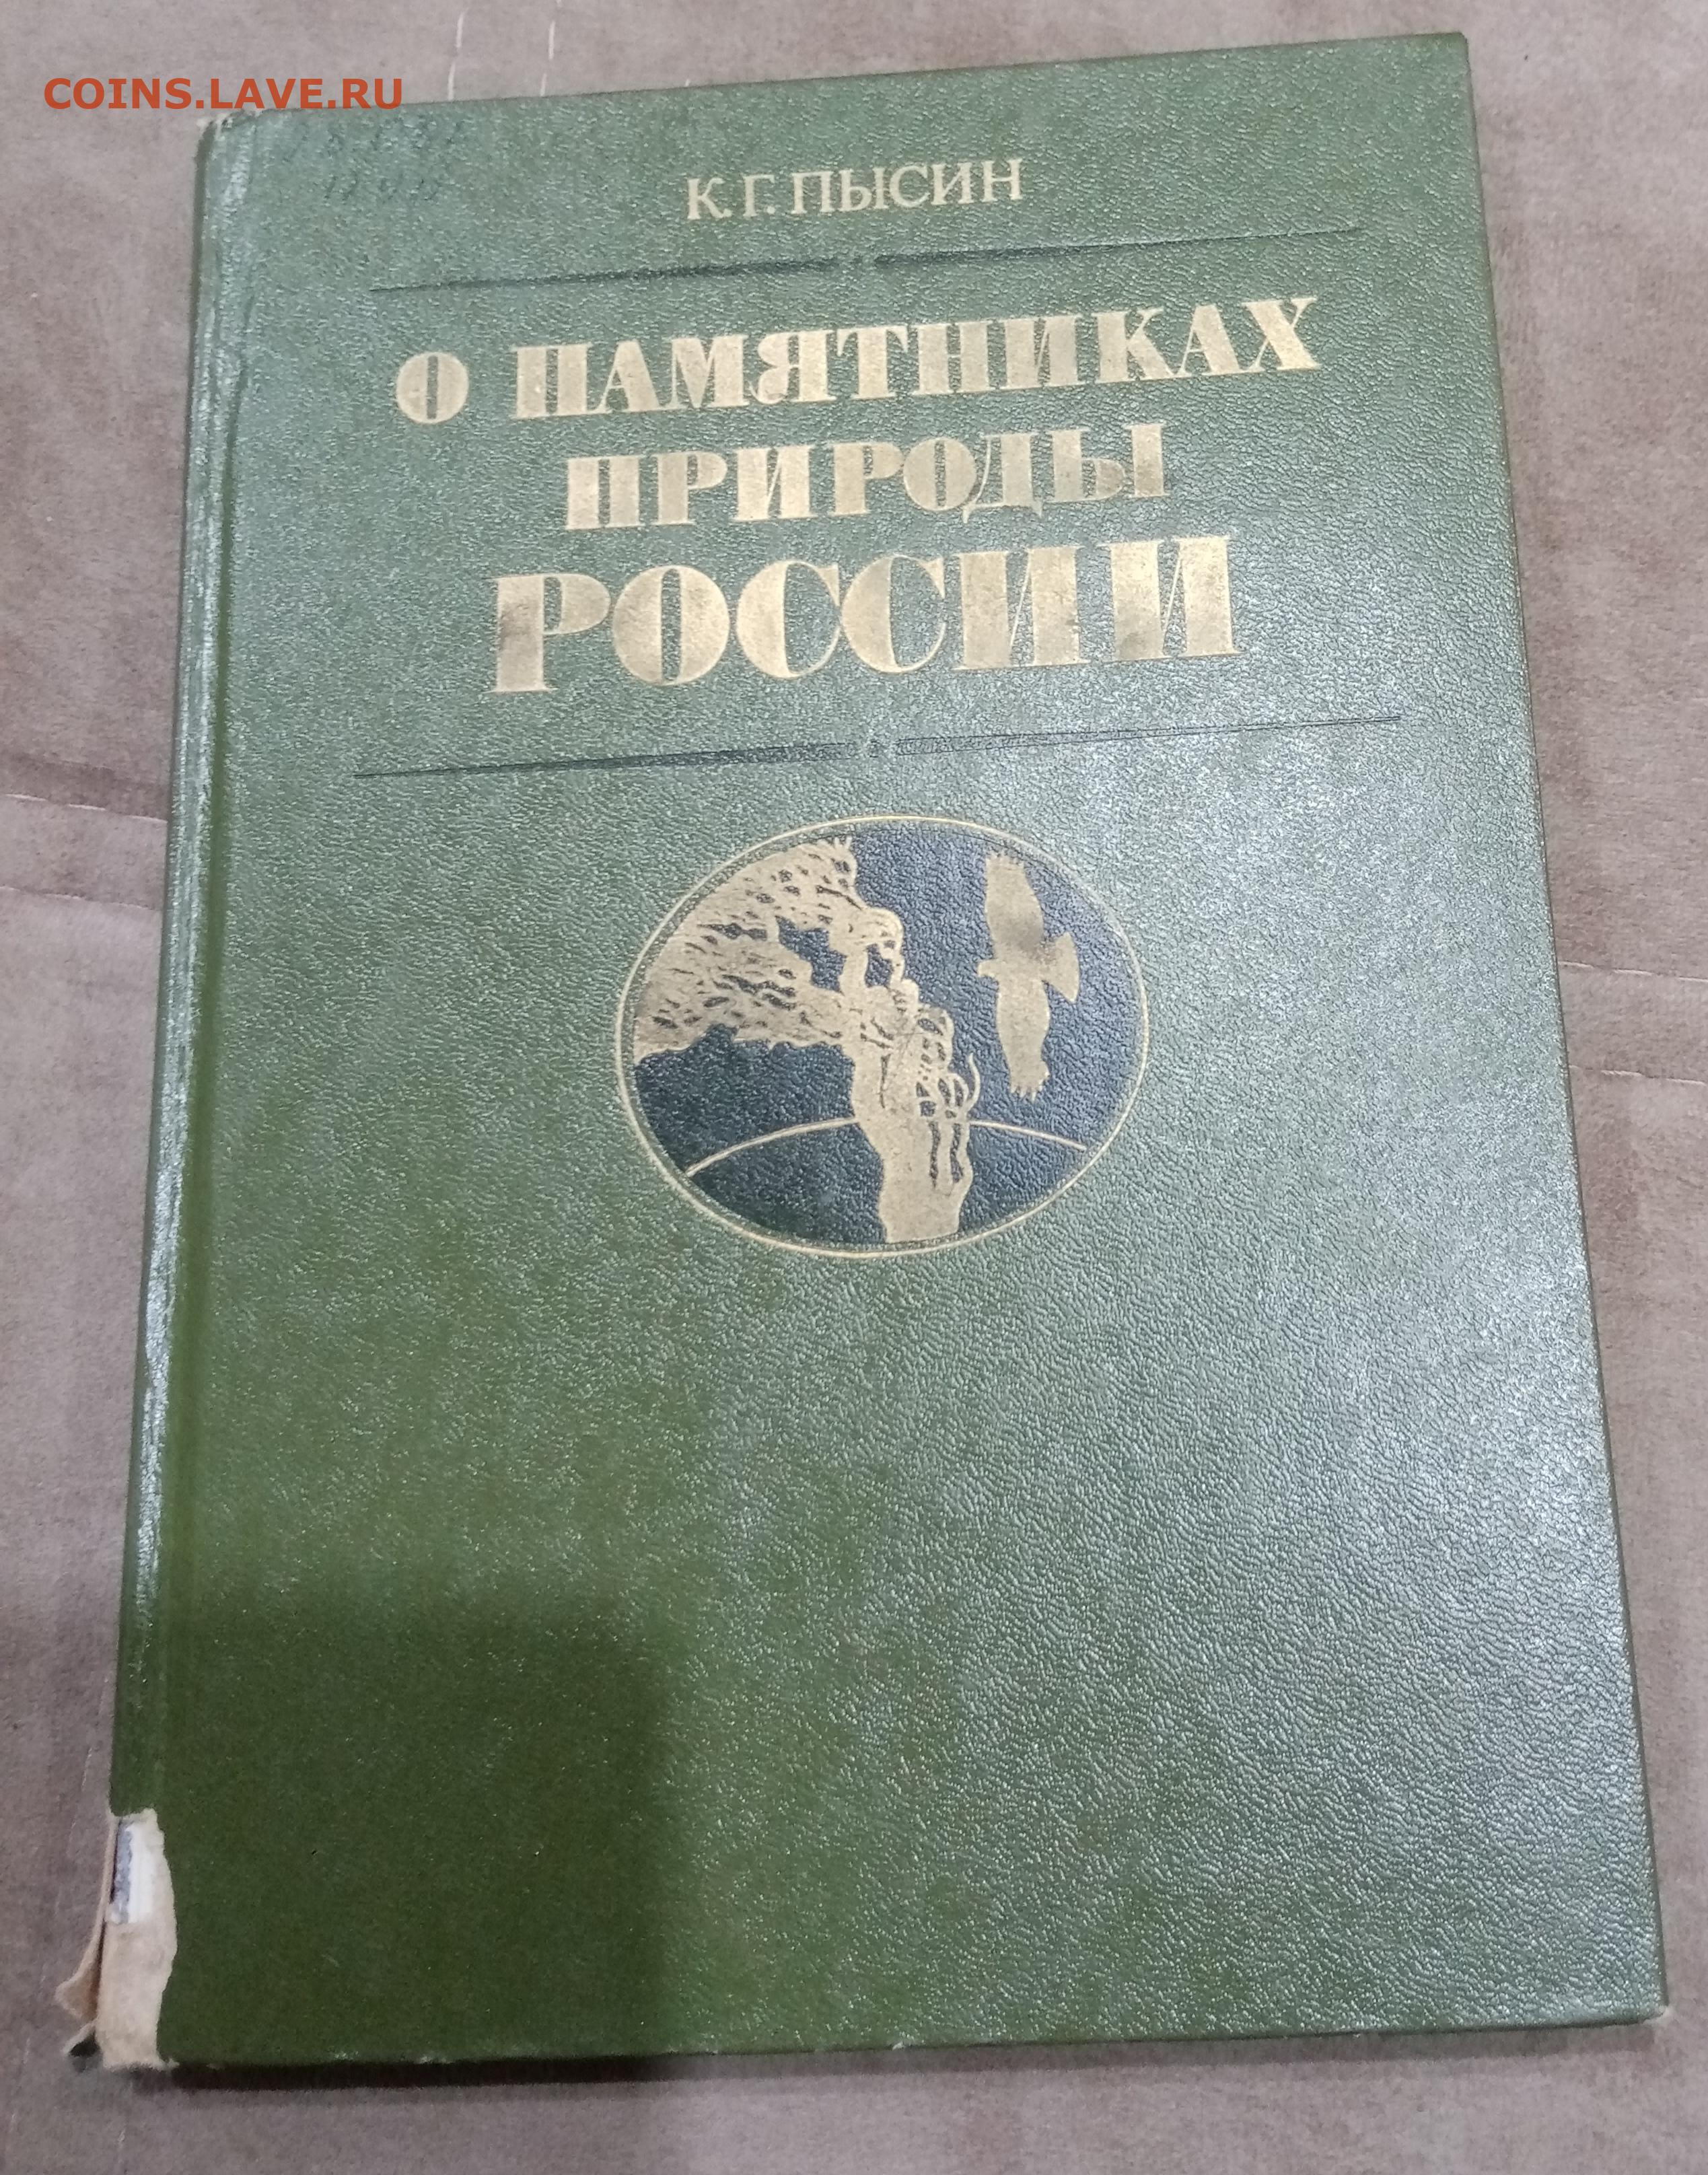 COINS.LAVE.RU
К. Г. ПЫСИН
О ПАМЯТНИКАХ
ПРИРОДЫ
РОССИИ